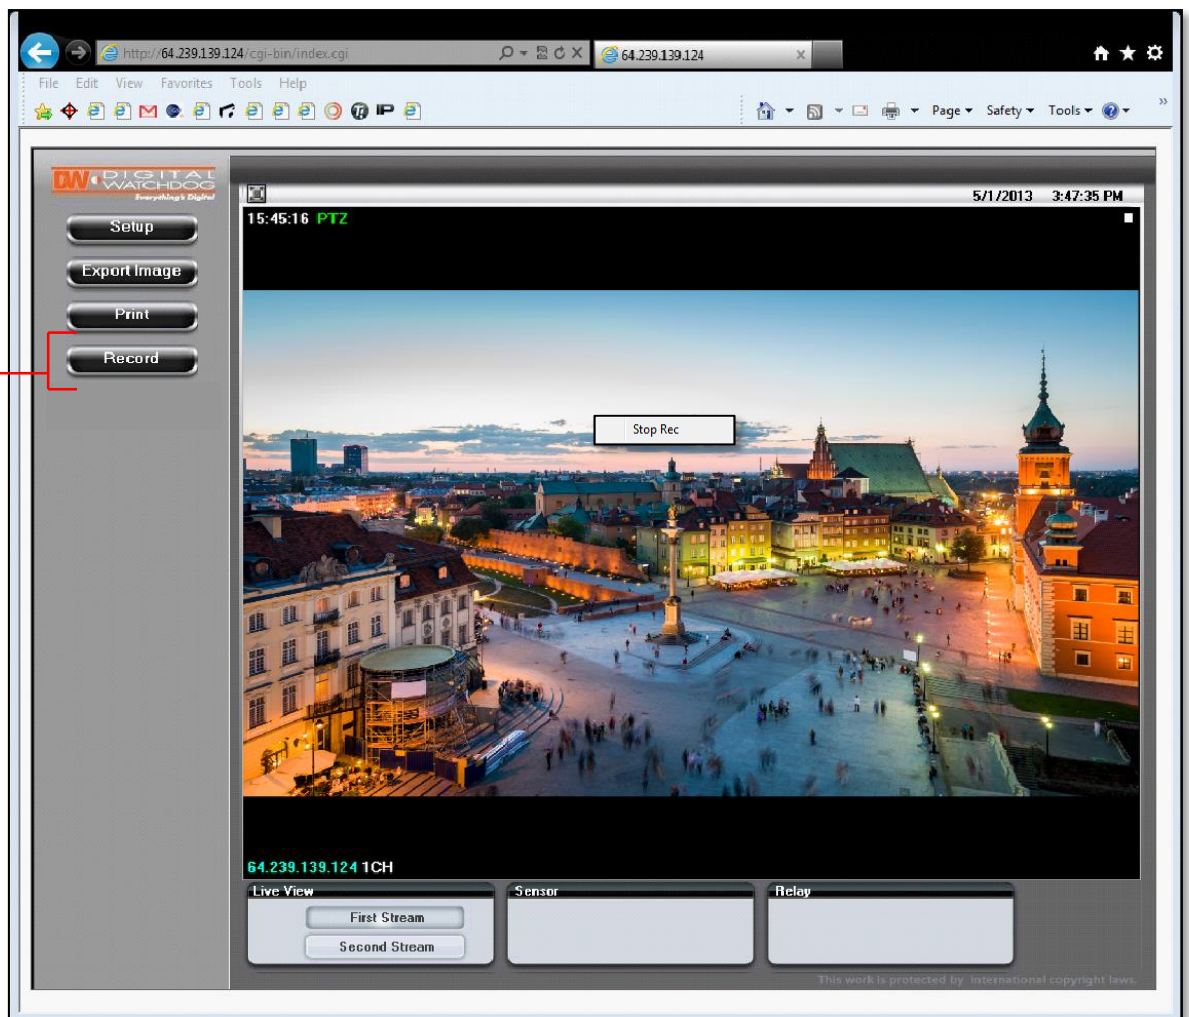 http://64.239.139.124/cgi-bin/index.cgi
64.239.139.124
File Edit View Favorites Tools Help
Page Safety Tools
DW DIGITAL
WATCHDOG
Everything's Digital
5/1/2013 3:47:35 PM
Setup
Export Image
Print
Record
15:45:16 PTZ
Stop Rec
64.239.139.124 1CH
Live View
First Stream
Second Stream
Sensor
Relay
This work is protected by international copyright laws.